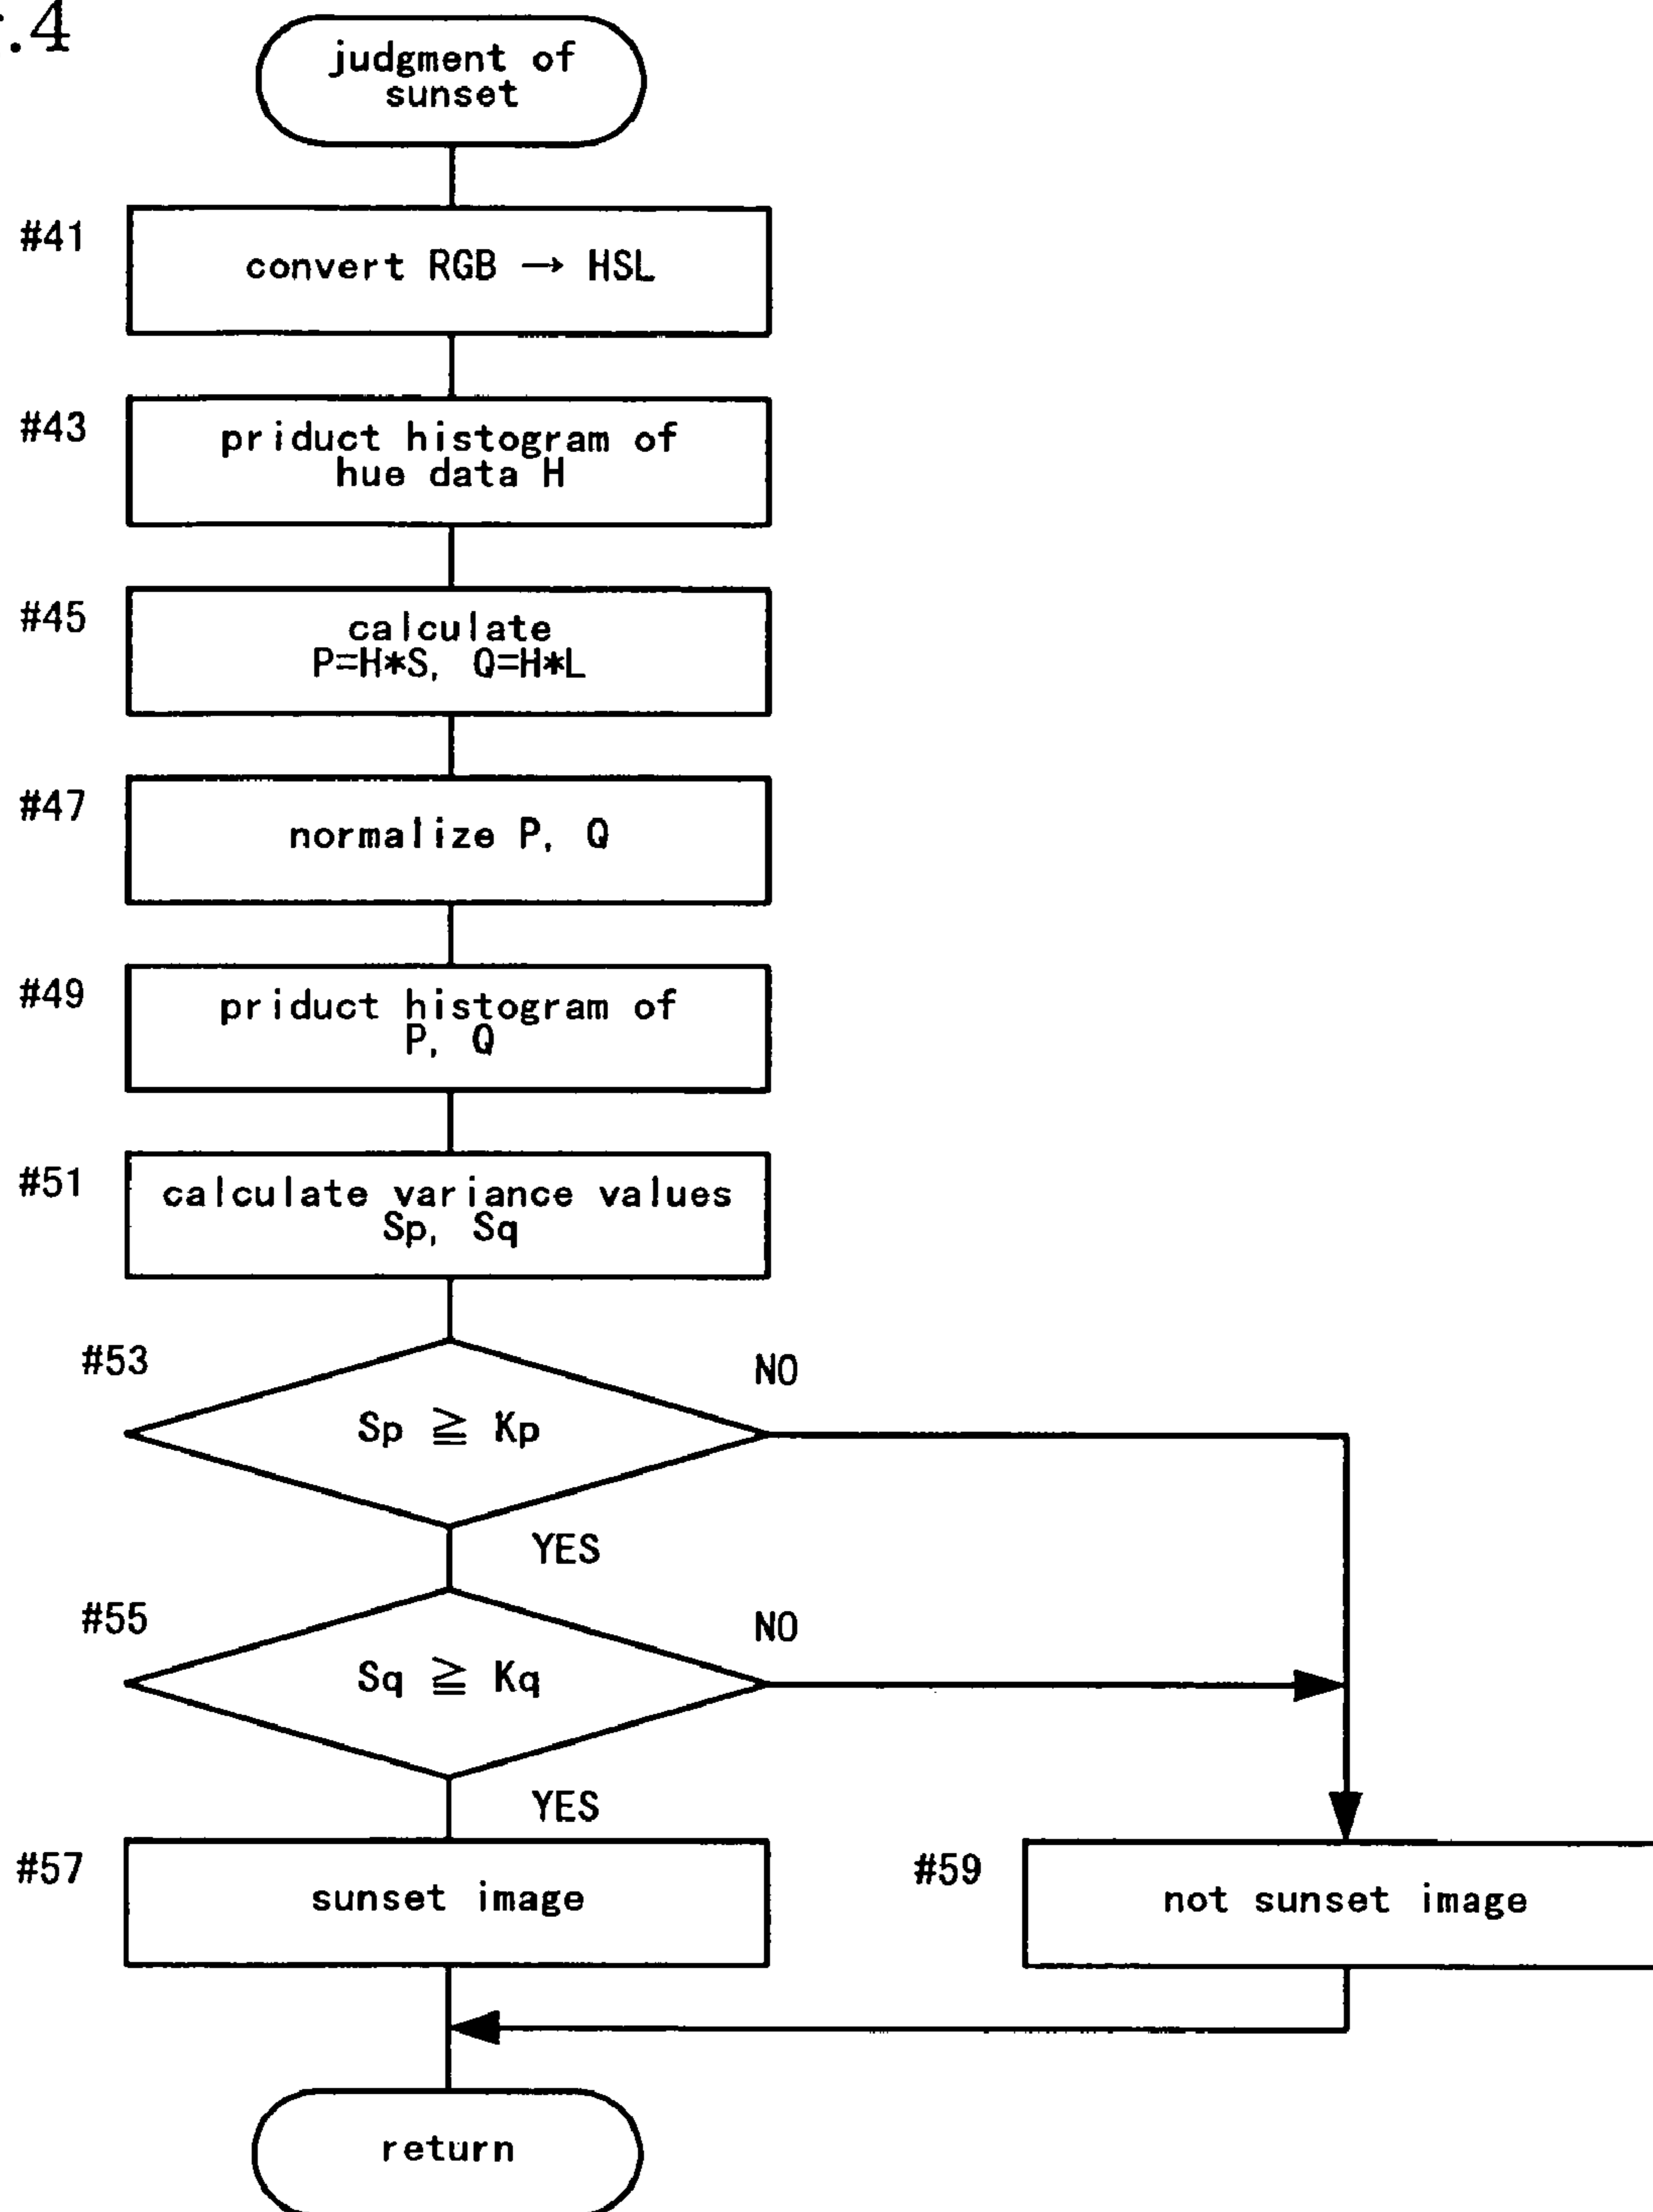 .4
judgment of
sunset
#41
convert RGB → HSL
#43
priduct histogram of
hue data H
#45
calculate
P=H*S, Q=H*L
#47
normalize P, Q
#49
priduct histogram of
P, Q
#51
calculate variance values
Sp, Sq
#53
Sp ≧ Kp
NO
YES
#55
Sq ≧ Kq
NO
YES
#57
sunset image
#59
not sunset image
return